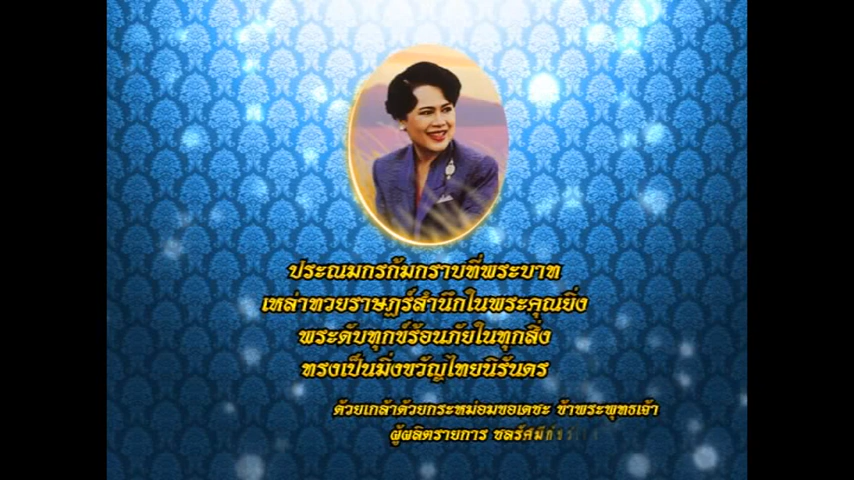 ประณมกรก้มกราบที่พระบาท
เหล่าทวยราษฎร์สำนึกในพระคุณยิ่ง
พระดับทุกข์ร้อนภัยในทุกสิ่ง
ทรงเป็นมิ่งขวัญไทยนิรันดร
ด้วยเกล้าด้วยกระหม่อมขอเดชะ ข้าพระพุทธเจ้า
ผู้ผลิตรายการ